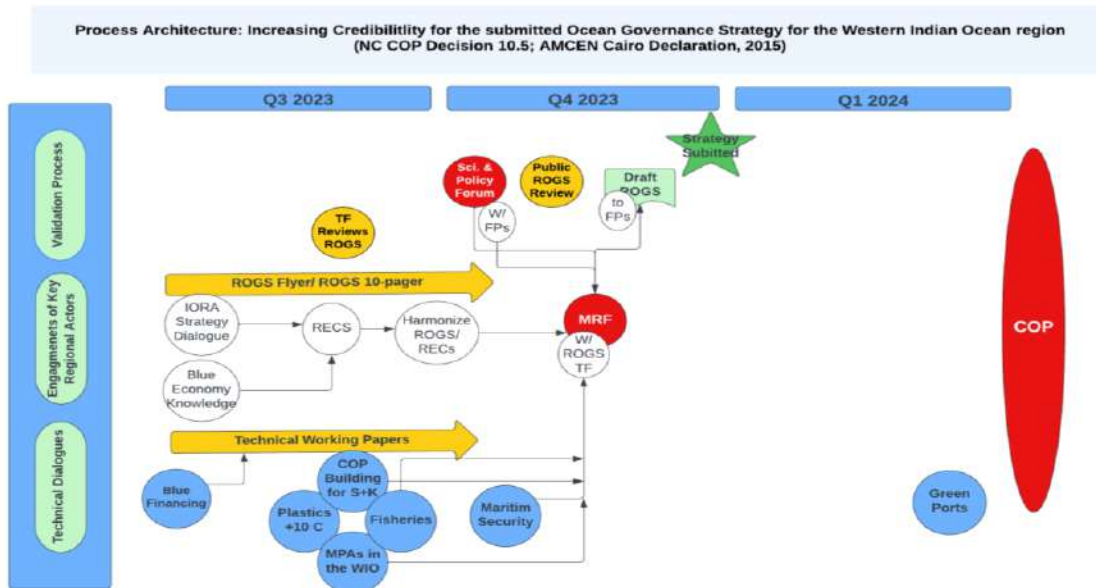 Process Architecture: Increasing Credibilitlity for the submitted Ocean Governance Strategy for the Western Indian Ocean region
(NC COP Decision 10.5; AMCEN Cairo Declaration, 2015)
Q3 2023
Q4 2023
Q1 2024
Validation Process
Strategy
Subitted
Sci. &
Policy
Forum
W/
FPs
Public
ROGS
Review
Draft
ROGS
to
FPs
TF
Reviews
ROGS
Engagmenets of Key
Regional Actors
ROGS Flyer/ ROGS 10-pager
IORA
Strategy
Dialogue
RECS
Harmonize
ROGS/
RECs
MRF
W/
ROGS
TF
COP
Blue
Economy
Knowledge
Technical Dialogues
Technical Working Papers
Blue
Financing
COP
Building
for S+K
Plastics
+10 C
Fisheries
MPAs in
the WIO
Maritim
Security
Green
Ports